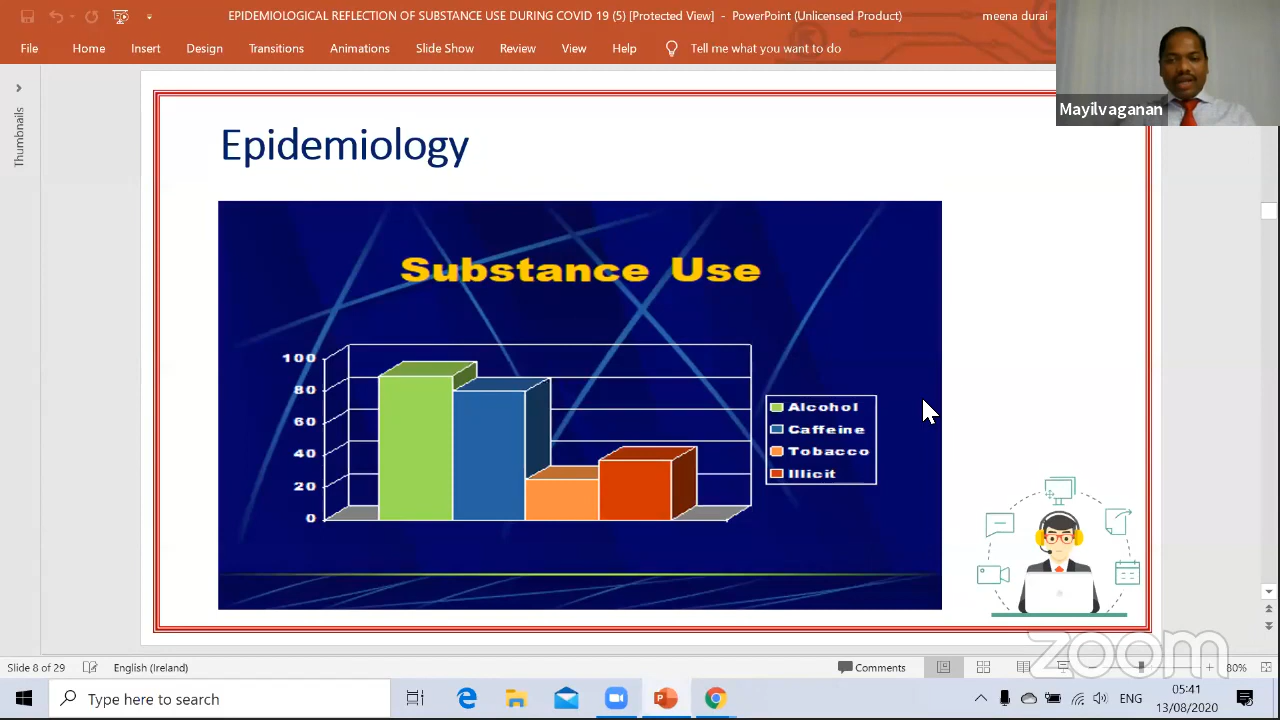 EPIDEMIOLOGICAL REFLECTION OF SUBSTANCE USE DURING COVID 19 (5) [Protected View] - PowerPoint (Unlicensed Product)
meena durai
File Home Insert Design Transitions Animations Slide Show Review View Help Tell me what you want to do
Mayilvaganan
Thumbnails
Epidemiology
Substance Use
100
80
60
40
20
0
Alcohol
Caffeine
Tobacco
Illicit
zoom
Slide 8 of 29 English (Ireland) Comments 80%
Type here to search
ENG
05:41
13/08/2020